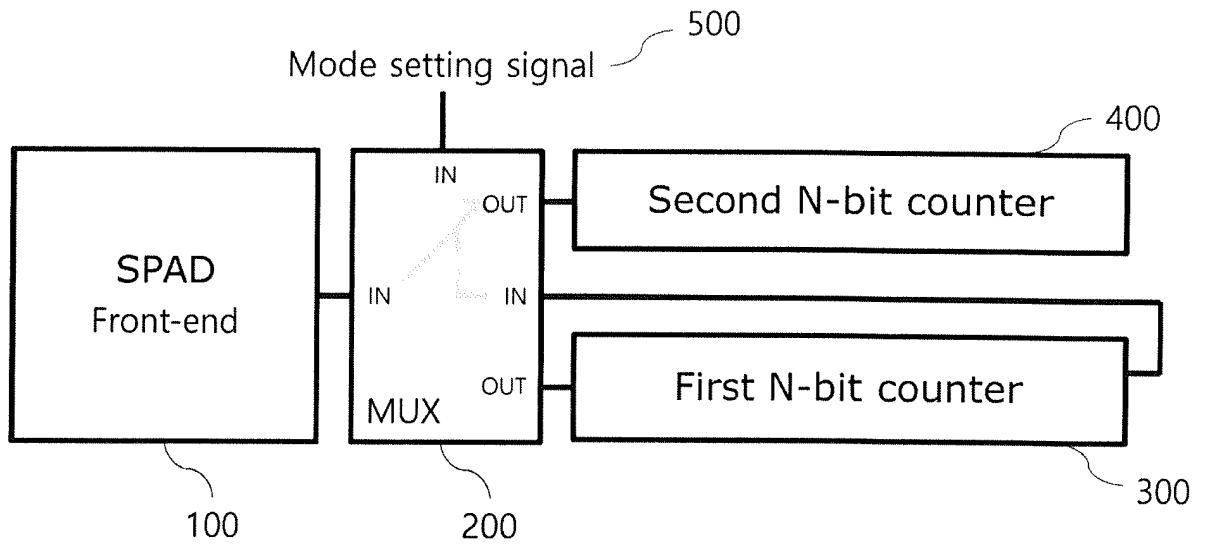 500
Mode setting signal
400
IN
OUT
Second N-bit counter
SPAD
Front-end
IN
IN
OUT
First N-bit counter
MUX
100
200
300